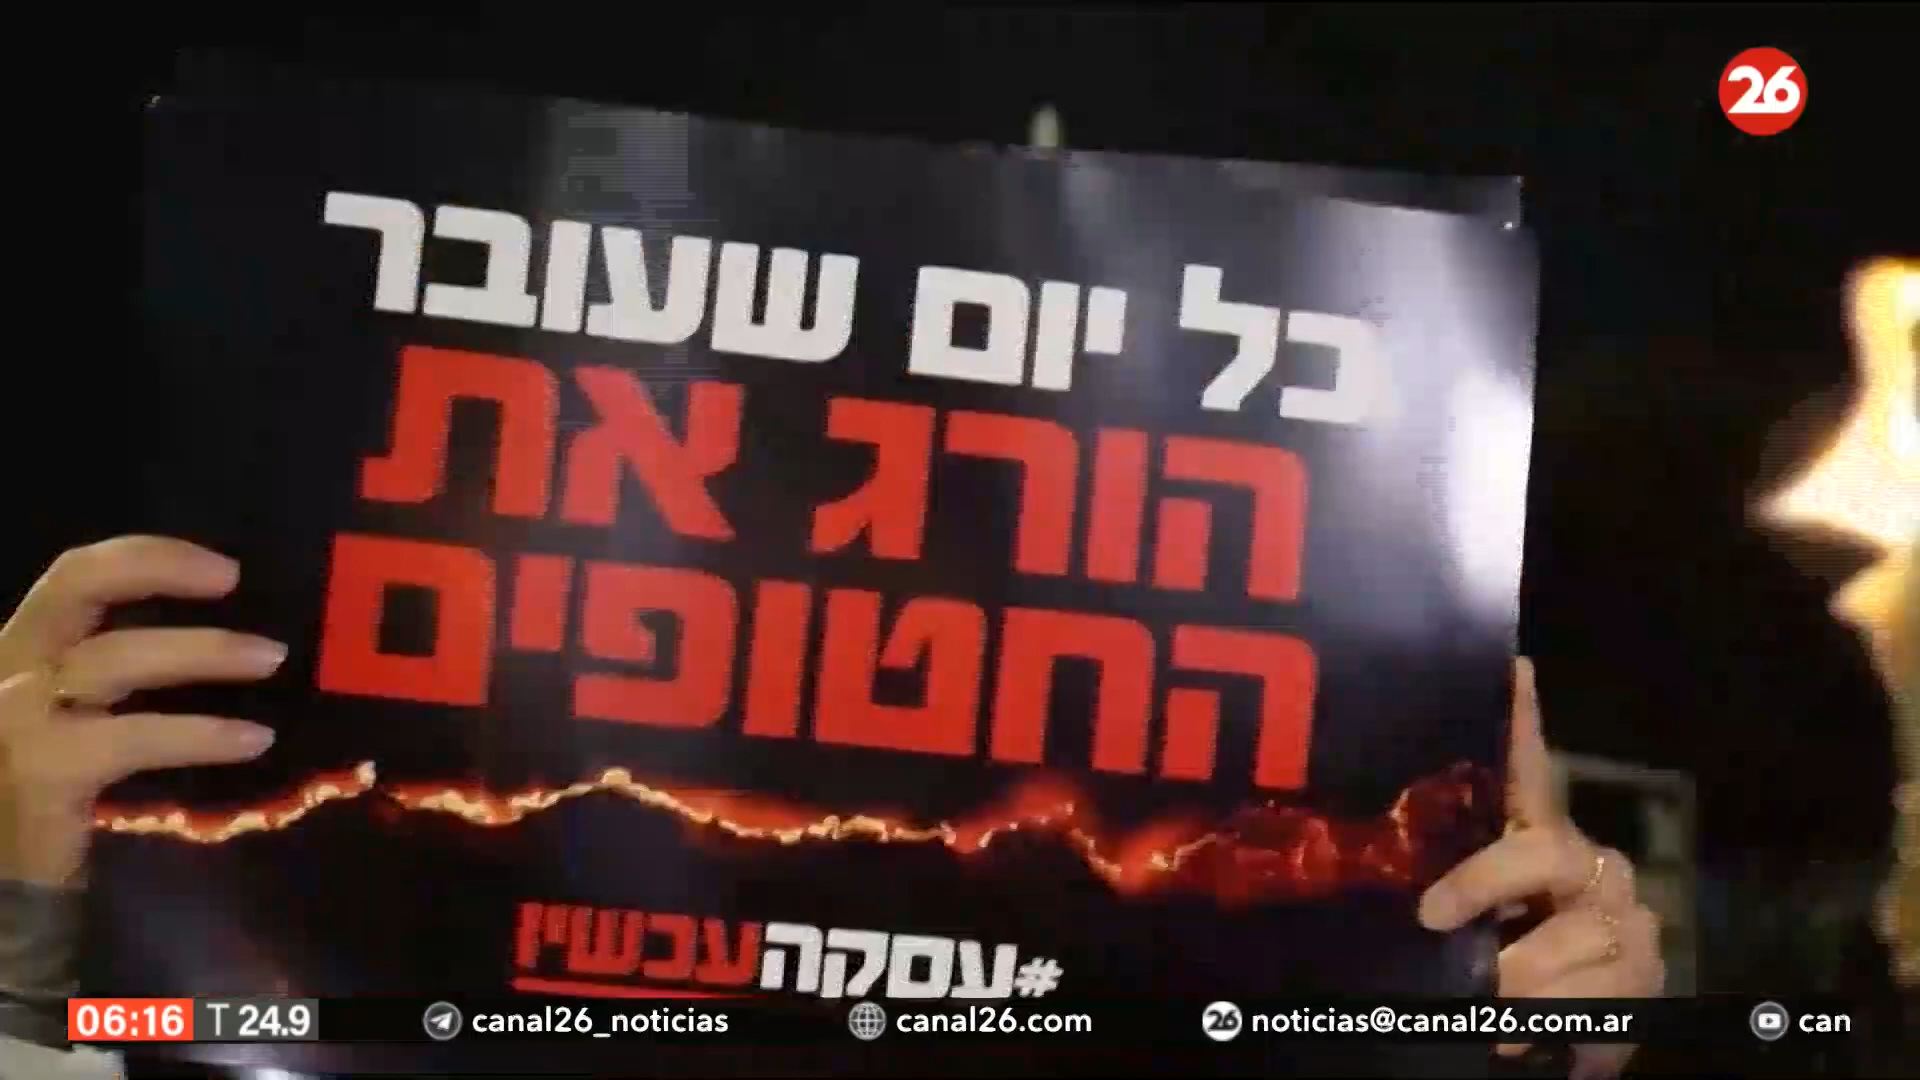 26
כל יום שעובר
הורג את
החטופים
#עסקהעכשיו
06:16 T 24.9 canal26_noticias canal26.com 26 noticias@canal26.com.ar can